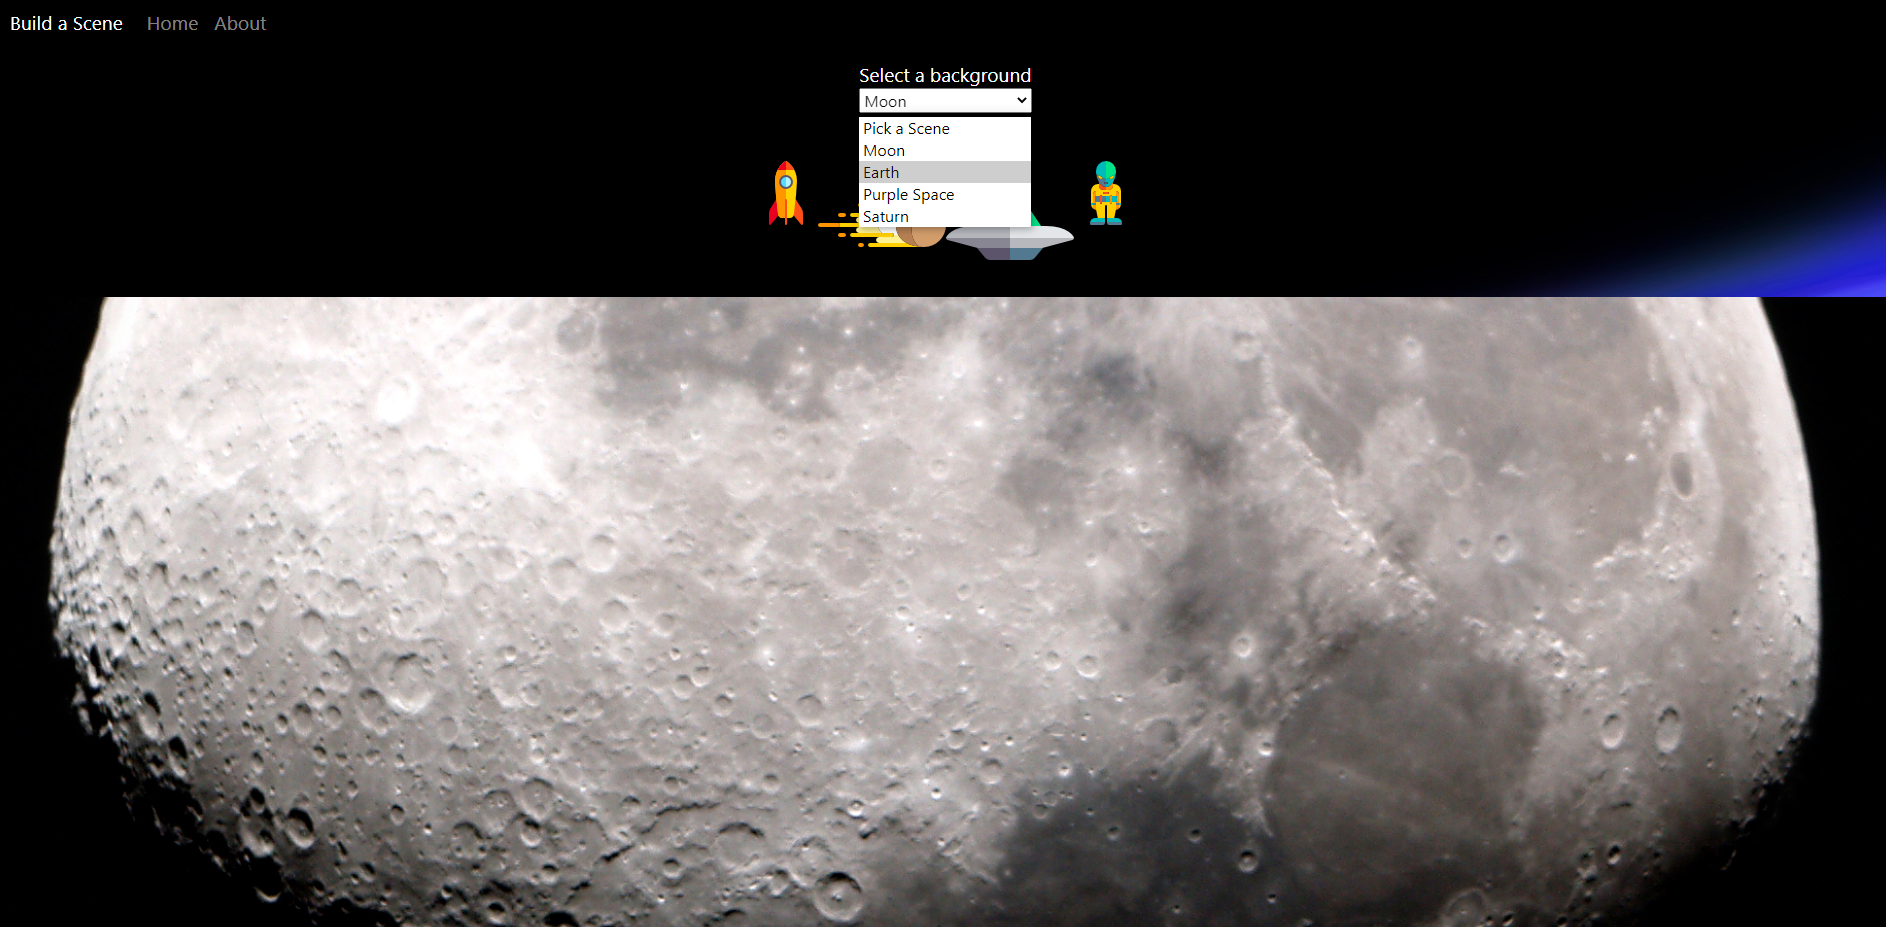 Build a Scene Home About
Select a background
Moon
Pick a Scene
Moon
Earth
Purple Space
Saturn